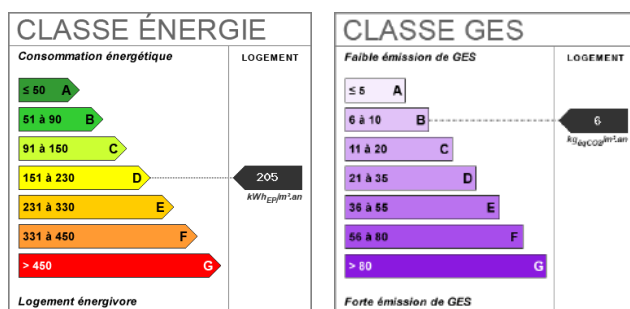 CLASSE ÉNERGIE
Consommation énergétique
LOGEMENT
≤ 50 A
51 à 90 B
91 à 150 C
151 à 230 D
205
kWhEP/m².an
231 à 330 E
331 à 450 F
> 450 G
Logement énergivore
CLASSE GES
Faible émission de GES
LOGEMENT
≤ 5 A
6 à 10 B
6
kgéqCO2/m².an
11 à 20 C
21 à 35 D
36 à 55 E
56 à 80 F
> 80 G
Forte émission de GES